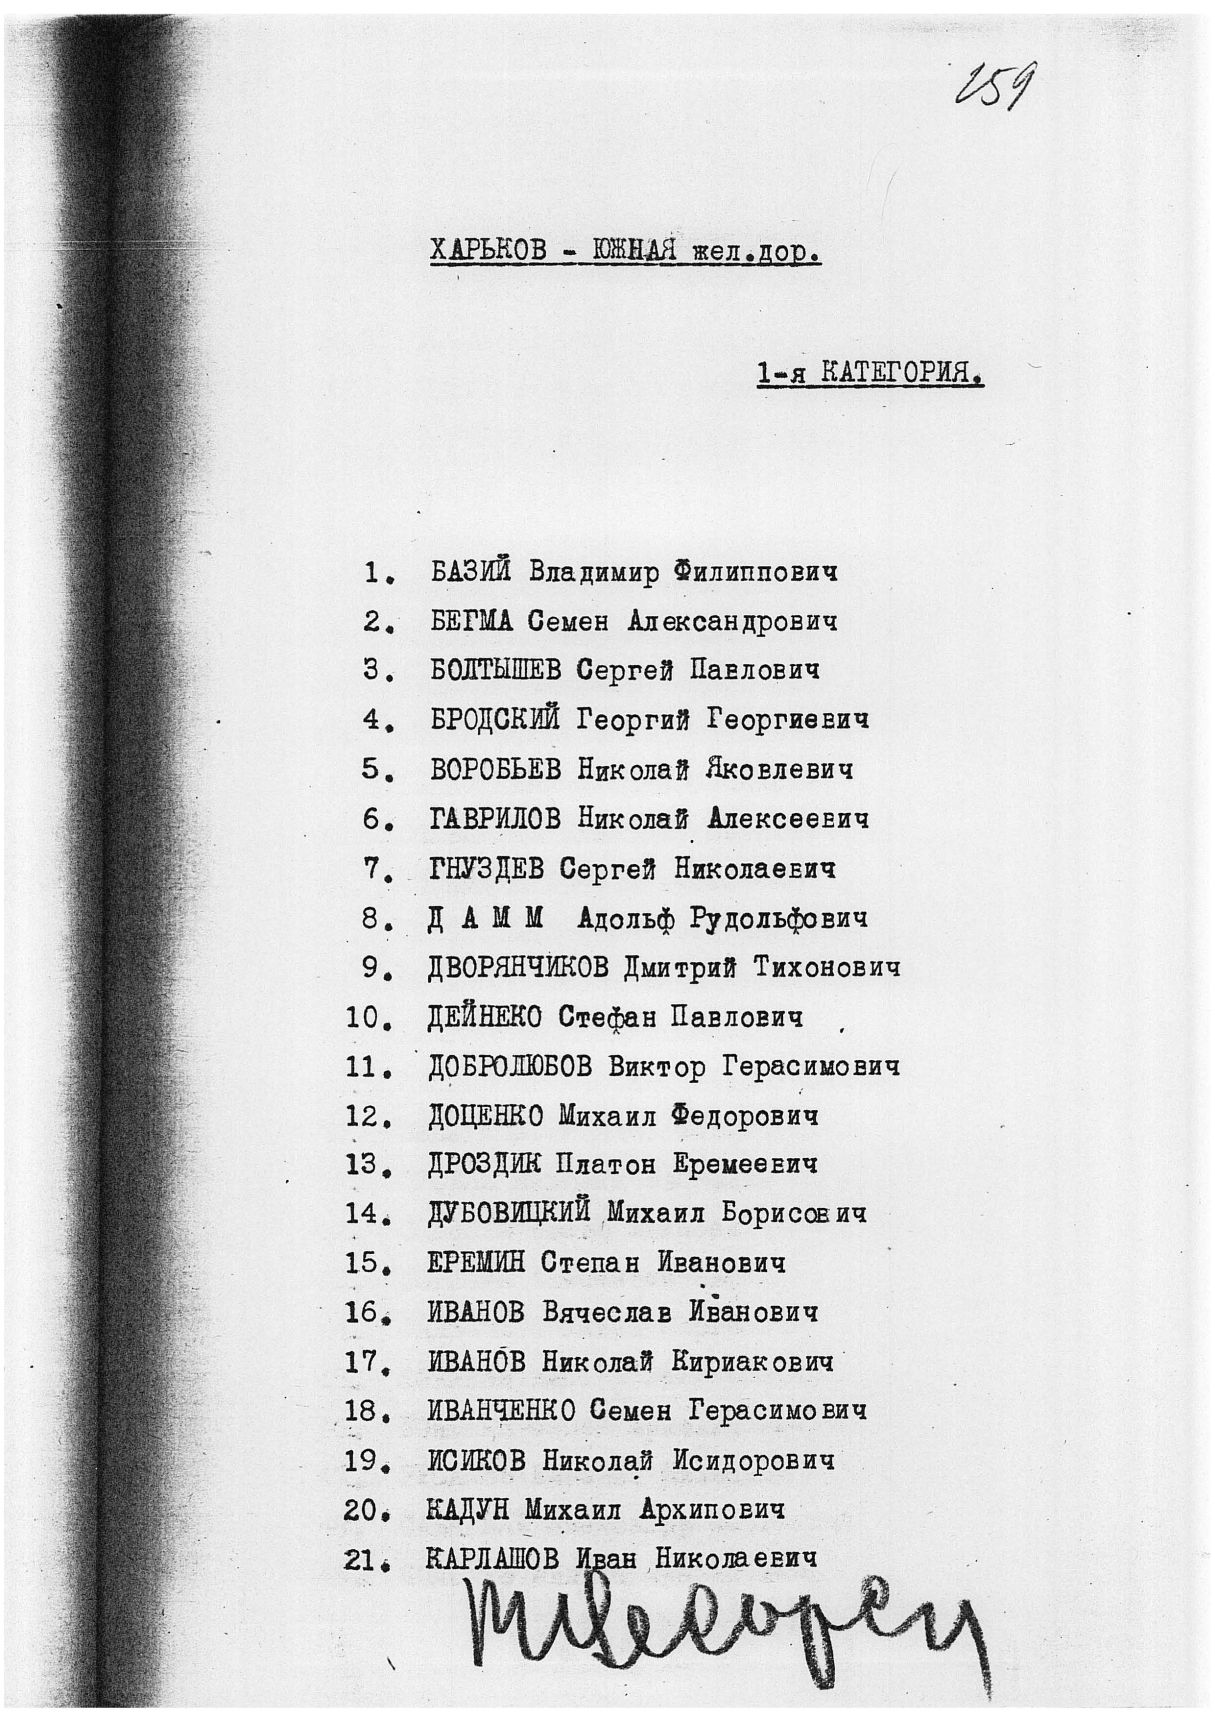 259
ХАРЬКОВ - ЮЖНАЯ жел.дор.
1-я КАТЕГОРИЯ.
1. БАЗИЙ Владимир Филиппович
2. БЕГМА Семен Александрович
3. БОЛТЫШЕВ Сергей Павлович
4. БРОДСКИЙ Георгий Георгиевич
5. ВОРОБЬЕВ Николай Яковлевич
6. ГАВРИЛОВ Николай Алексеевич
7. ГНУЗДЕВ Сергей Николаевич
8. Д А М М Адольф Рудольфович
9. ДВОРЯНЧИКОВ Дмитрий Тихонович
10. ДЕЙНЕКО Стефан Павлович
11. ДОБРОЛЮБОВ Виктор Герасимович
12. ДОЦЕНКО Михаил Федорович
13. ДРОЗДИК Платон Еремеевич
14. ДУБОВИЦКИЙ Михаил Борисович
15. ЕРЕМИН Степан Иванович
16. ИВАНОВ Вячеслав Иванович
17. ИВАНОВ Николай Кириакович
18. ИВАНЧЕНКО Семен Герасимович
19. ИСИКОВ Николай Исидорович
20. КАДУН Михаил Архипович
21. КАРЛАШОВ Иван Николаевич